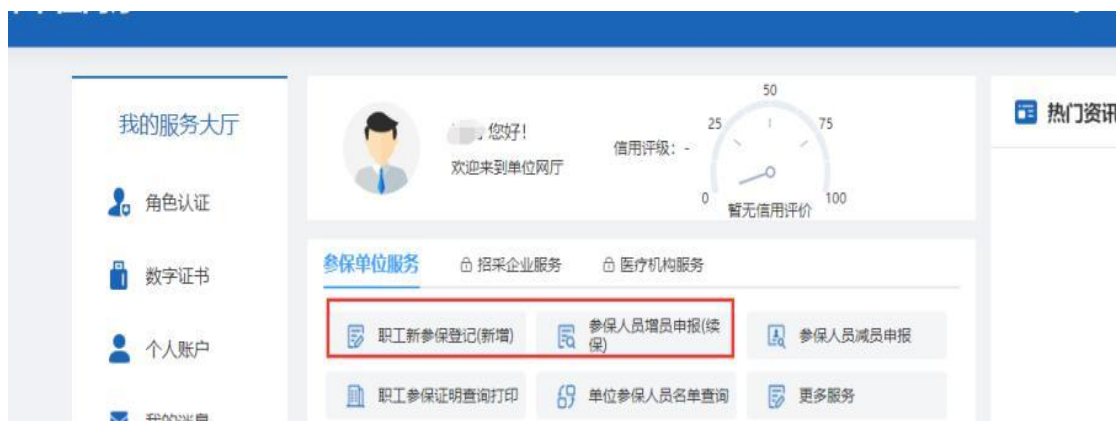 我的服务大厅
角色认证
数字证书
个人账户
您好!
欢迎来到单位网厅
信用评级: -
0
25
50
75
100
暂无信用评价
参保单位服务
招采企业服务
医疗机构服务
职工新参保登记(新增)
参保人员增员申报(续
保)
参保人员减员申报
职工参保证明查询打印
单位参保人员名单查询
更多服务
热门资讯